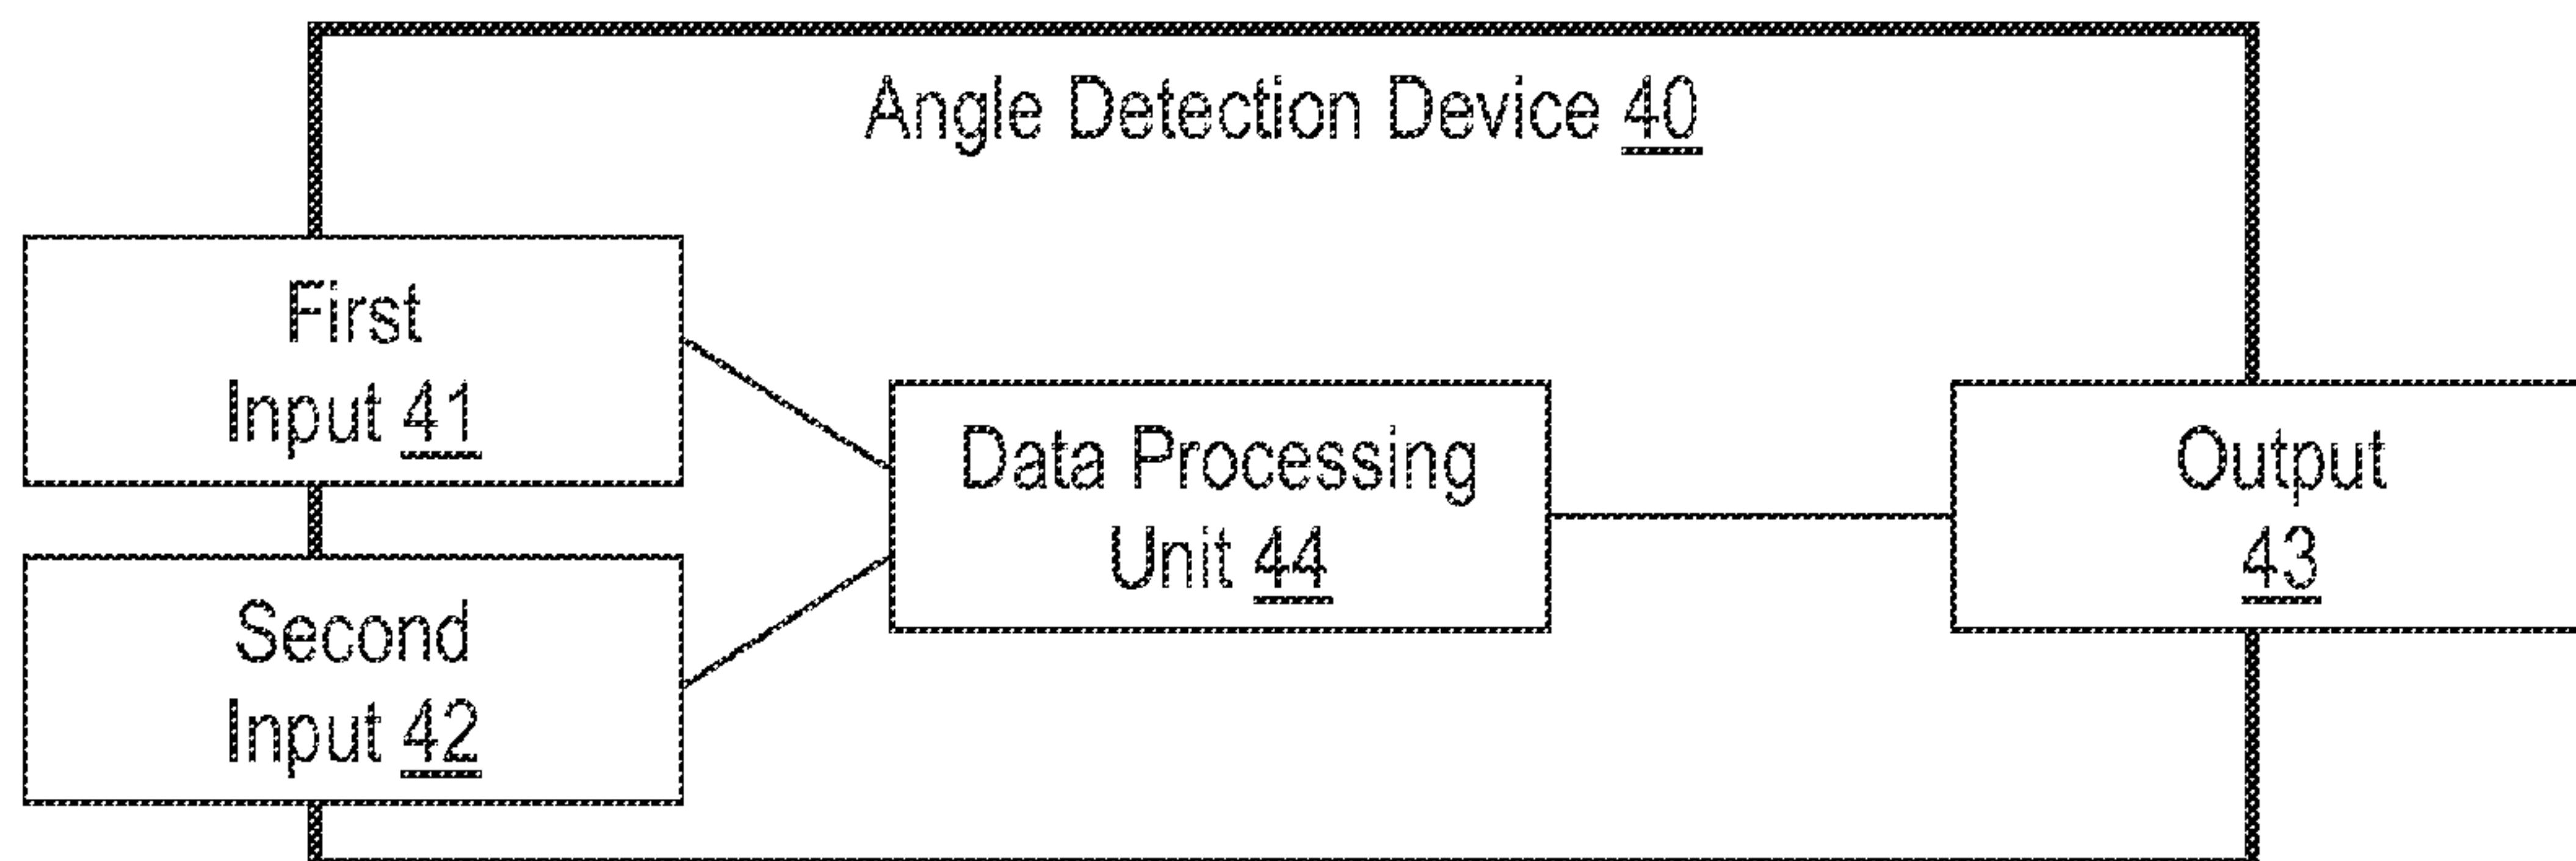 Angle Detection Device 40
First
Input 41
Second
Input 42
Data Processing
Unit 44
Output
43